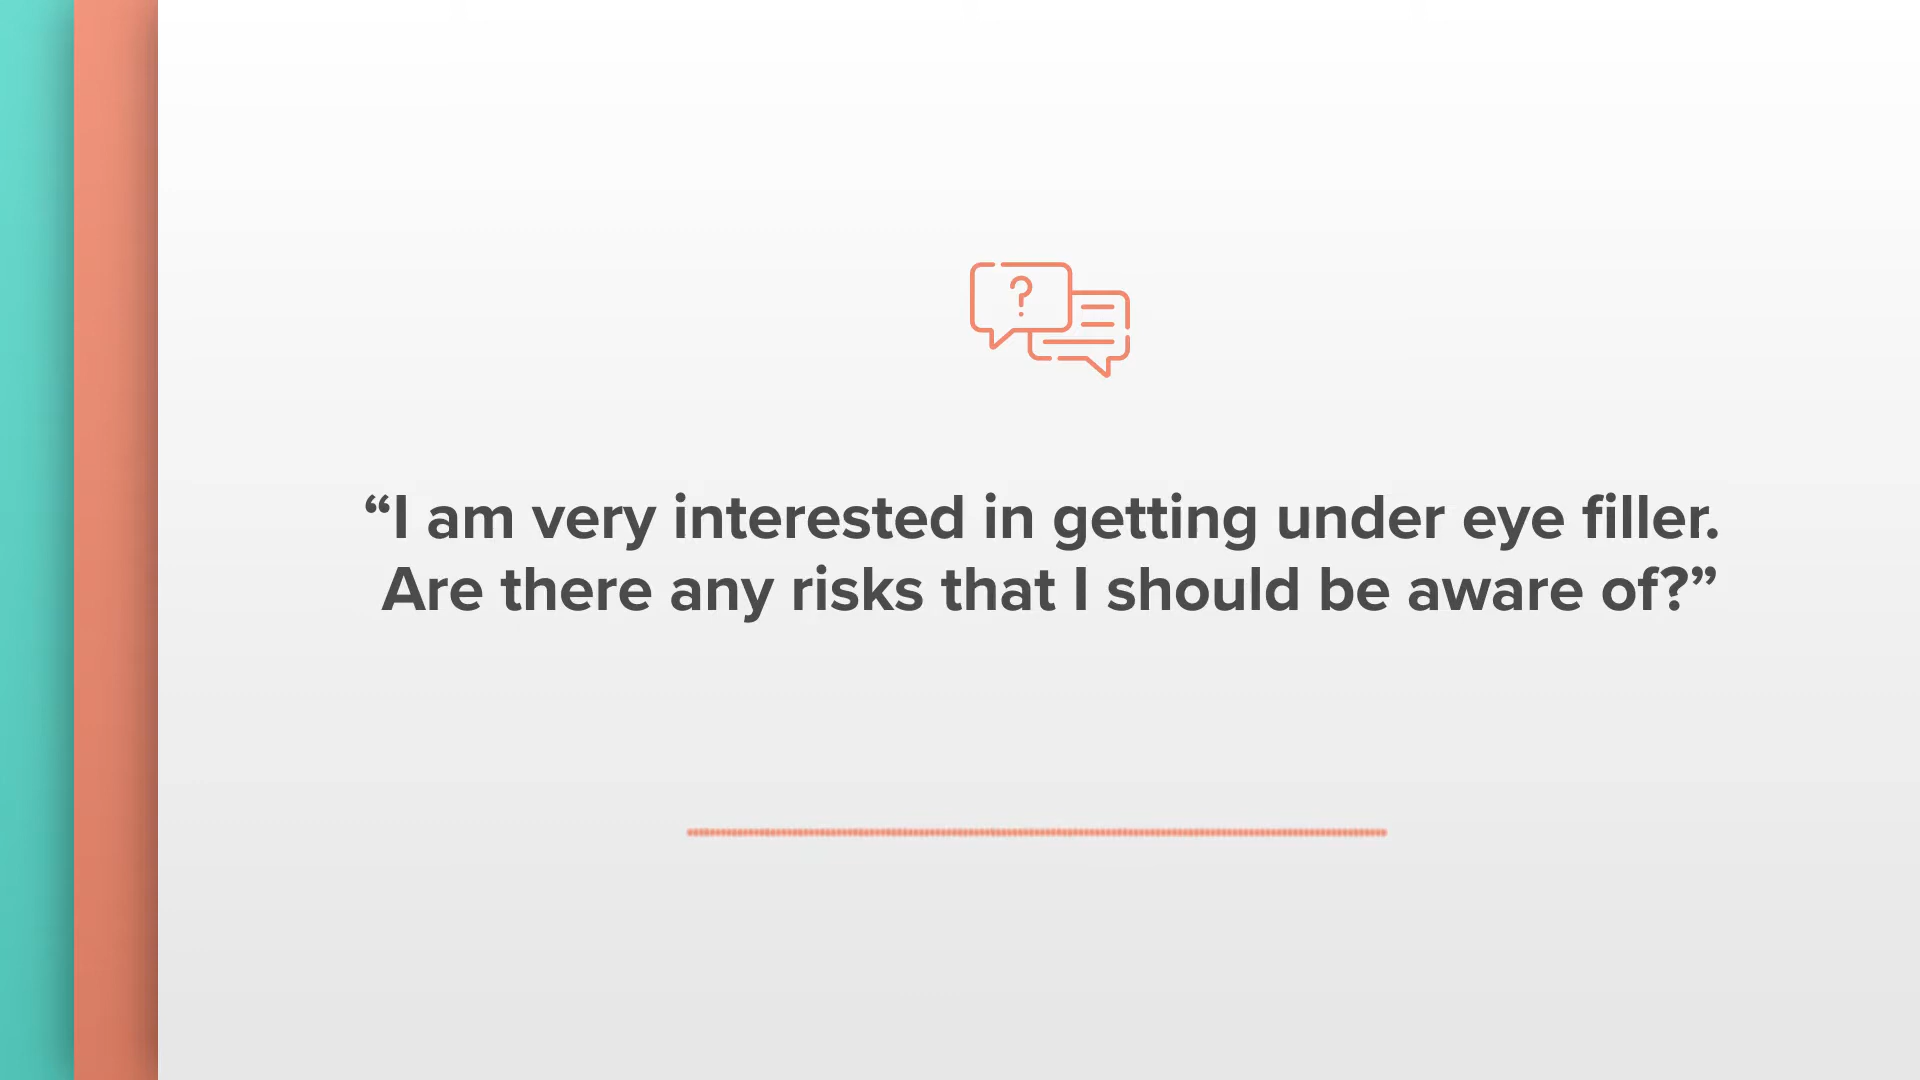 “I am very interested in getting under eye filler.
Are there any risks that I should be aware of?”